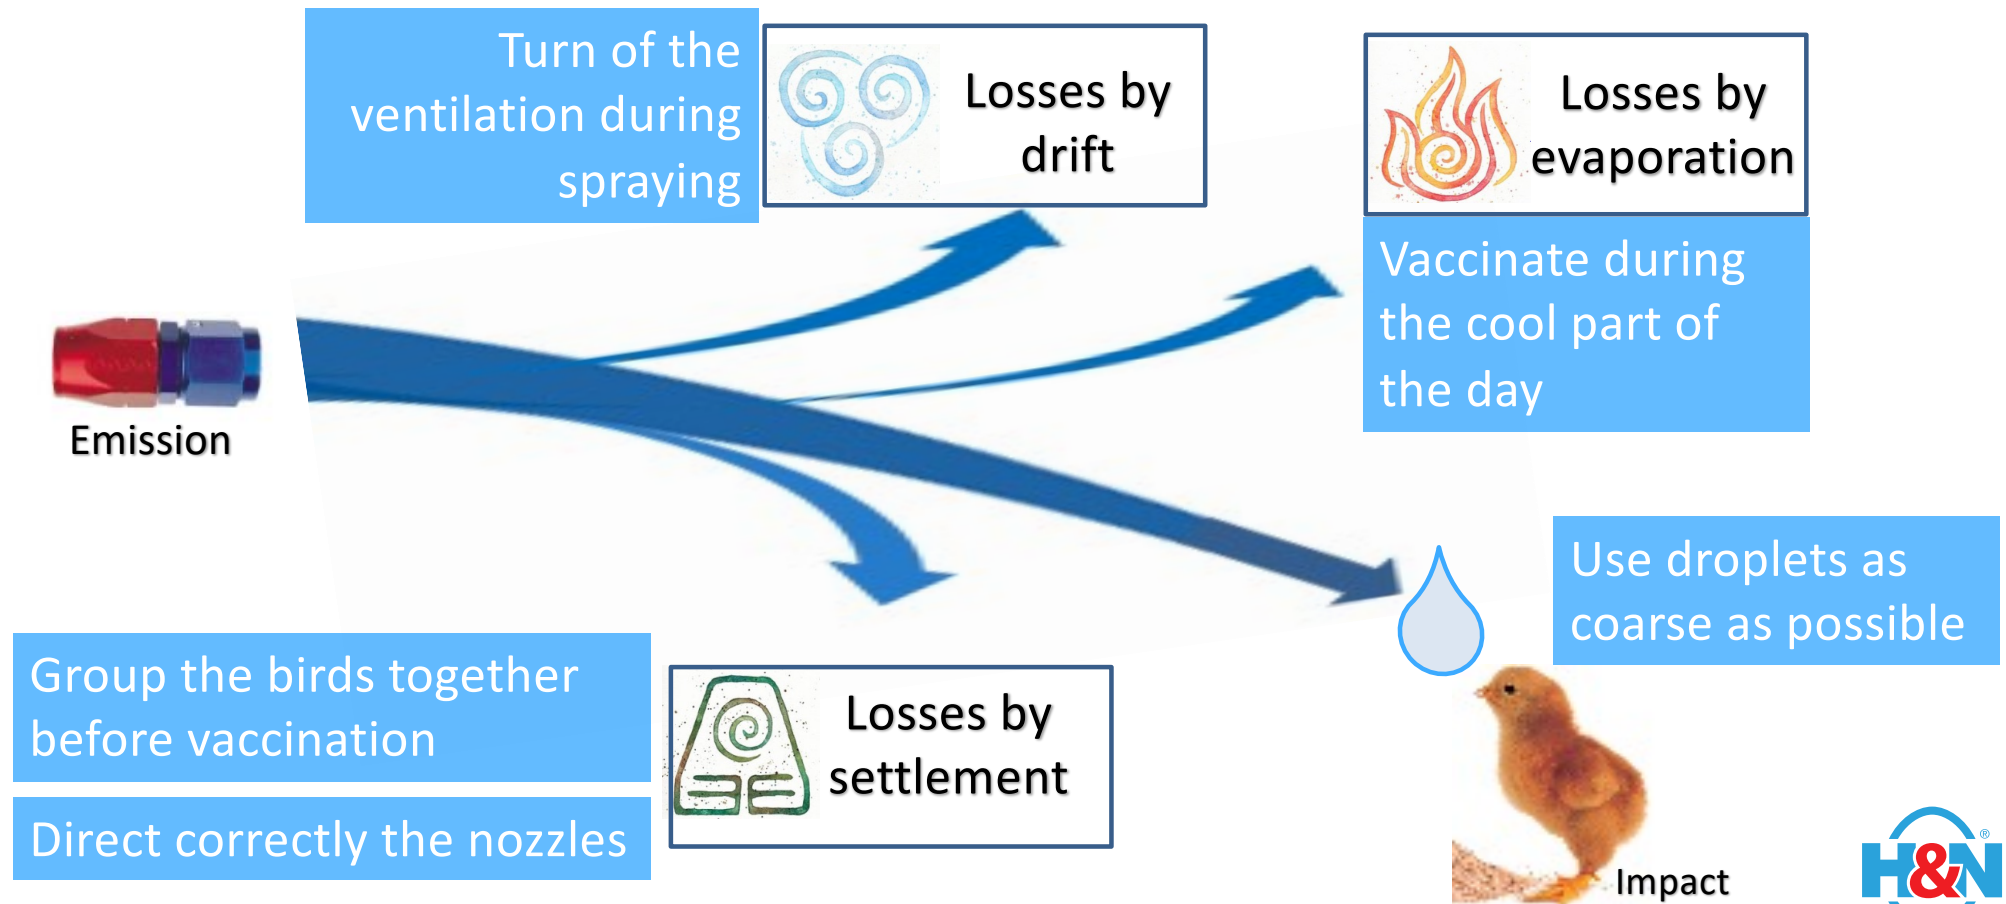 Turn of the
ventilation during
spraying
Losses by
drift
Losses by
evaporation
Vaccinate during
the cool part of
the day
Emission
Use droplets as
coarse as possible
Group the birds together
before vaccination
Direct correctly the nozzles
Losses by
settlement
Impact
H&N
®